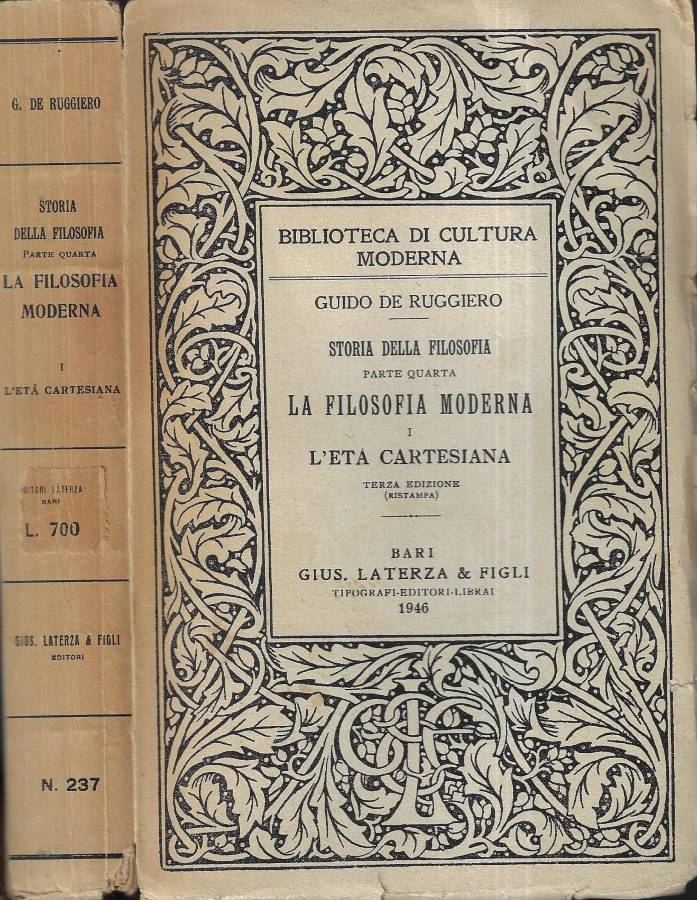 G. DE RUGGIERO
STORIA
DELLA FILOSOFIA
PARTE QUARTA
LA FILOSOFIA
MODERNA
I
L'ETÀ CARTESIANA
LATERZA
BARI
L. 700
GIUS. LATERZA & FIGLI
EDITORI
N. 237
BIBLIOTECA DI CULTURA
MODERNA
GUIDO DE RUGGIERO
STORIA DELLA FILOSOFIA
PARTE QUARTA
LA FILOSOFIA MODERNA
I
L'ETÀ CARTESIANA
TERZA EDIZIONE
(RISTAMPA)
BARI
GIUS. LATERZA & FIGLI
TIPOGRAFI-EDITORI-LIBRAI
1946